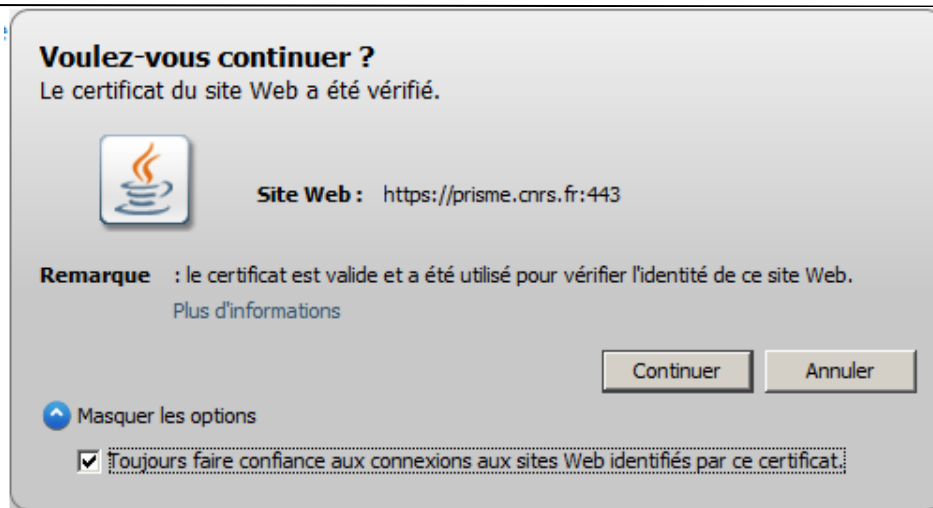 Voulez-vous continuer ?
Le certificat du site Web a été vérifié.
Site Web : https://prisme.cnrs.fr:443
Remarque : le certificat est valide et a été utilisé pour vérifier l'identité de ce site Web.
Plus d'informations
Continuer Annuler
Masquer les options
Toujours faire confiance aux connexions aux sites Web identifiés par ce certificat.